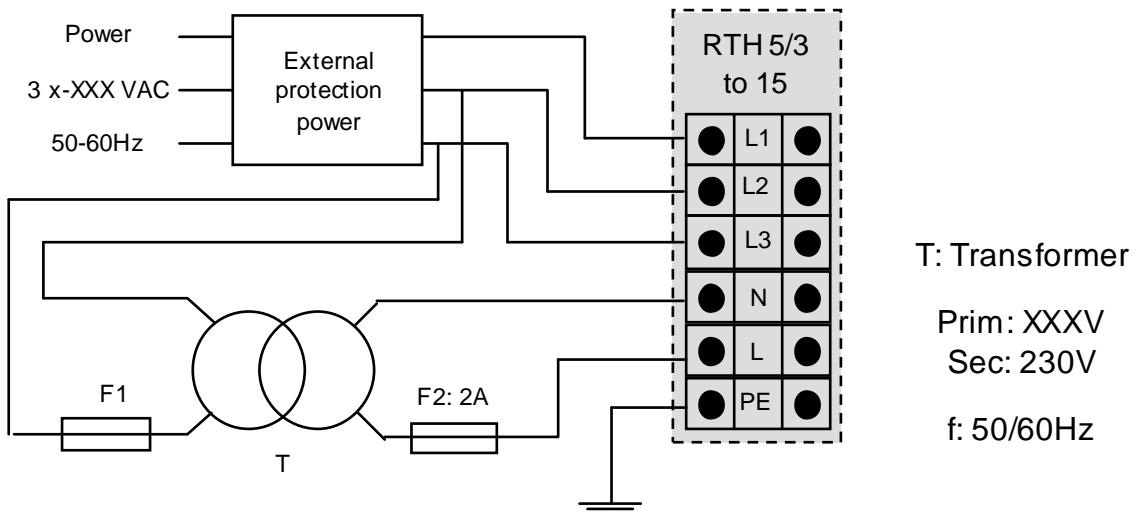 Power
3 x-XXX VAC
50-60Hz
External
protection
power
RTH 5/3
to 15
L1
L2
L3
N
L
PE
F1
T
F2: 2A
T: Transformer
Prim: XXXV
Sec: 230V
f: 50/60Hz